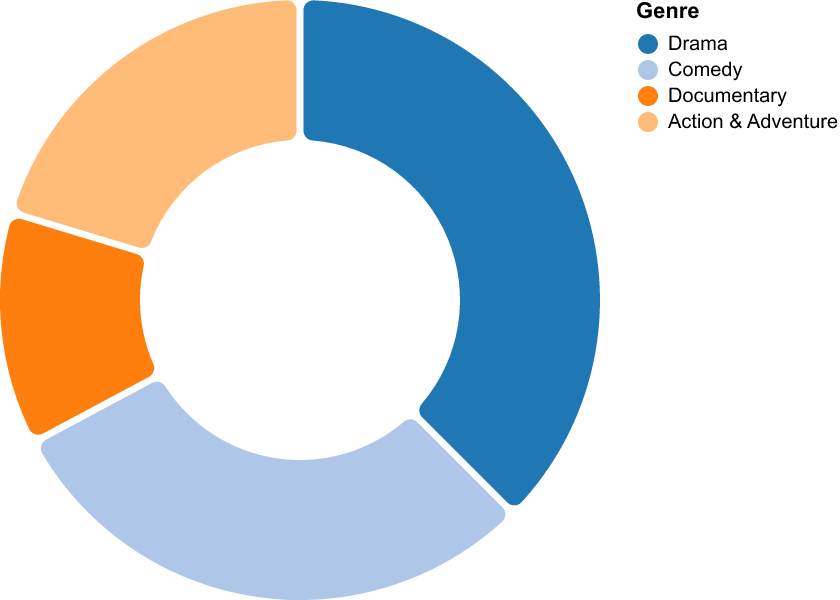 Genre
Drama
Comedy
Documentary
Action & Adventure